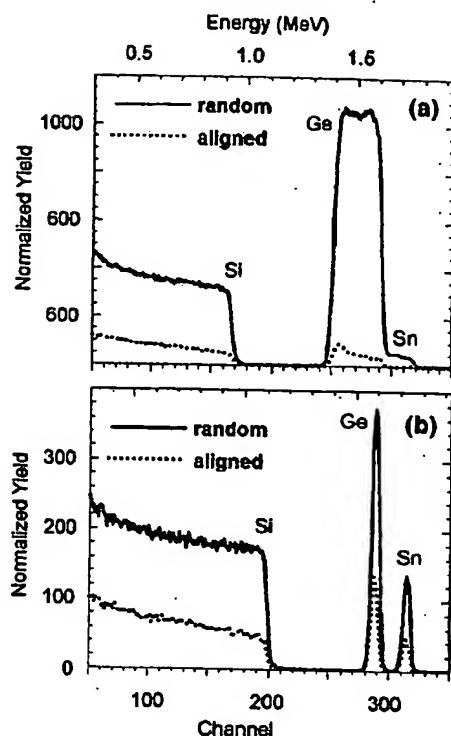 Energy (MeV)
0.5 1.0 1.5
(a)
random
aligned
Ge
Si
Sn
Normalized Yield
1000
600
600
(b)
random
aligned
Ge
Si
Sn
Normalized Yield
300
200
100
0
100 200 300
Channel